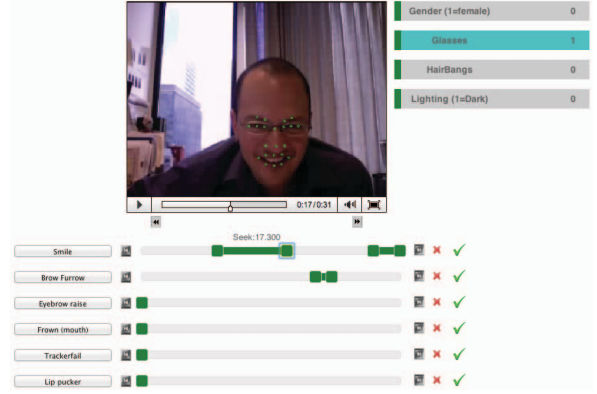 Gender (1=female) 0
Glasses 1
HairBangs 0
Lighting (1=Dark) 0
0:17/0:31
Seek:17.300
Smile
Brow Furrow
Eyebrow raise
Frown (mouth)
Trackerfail
Lip pucker